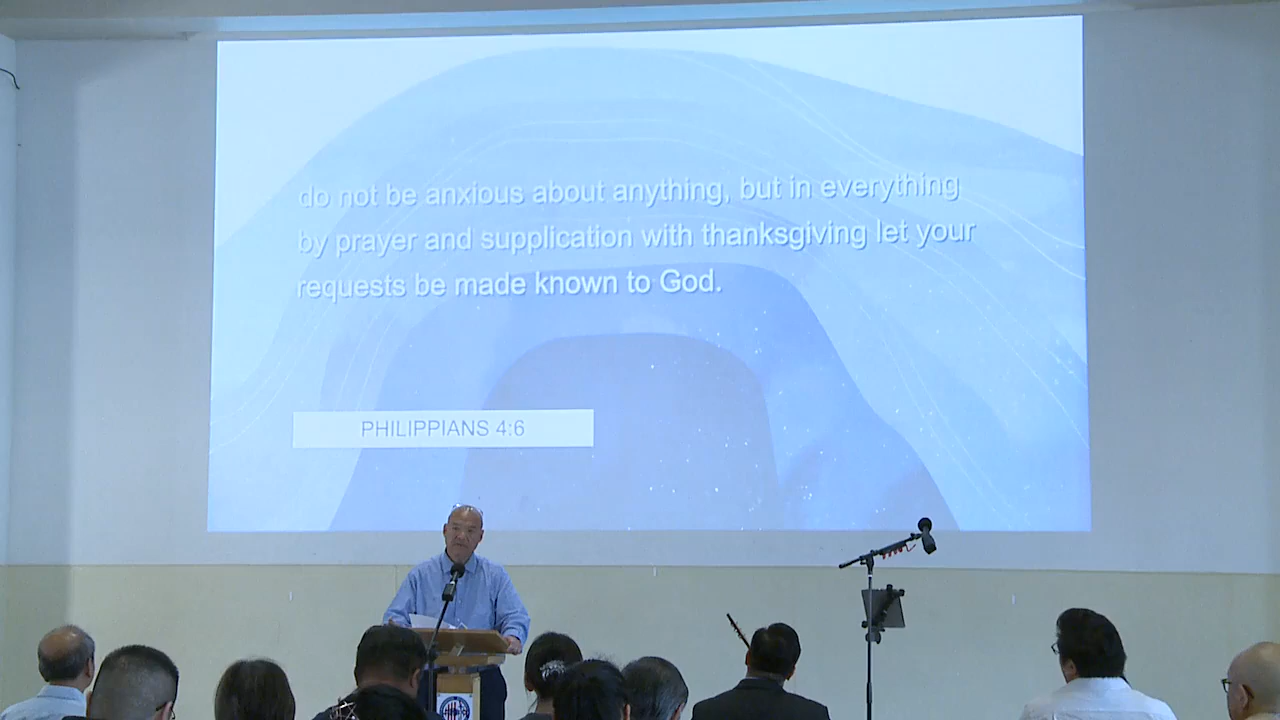 do not be anxious about anything, but in everything
by prayer and supplication with thanksgiving let your
requests be made known to God.
PHILIPPIANS 4:6